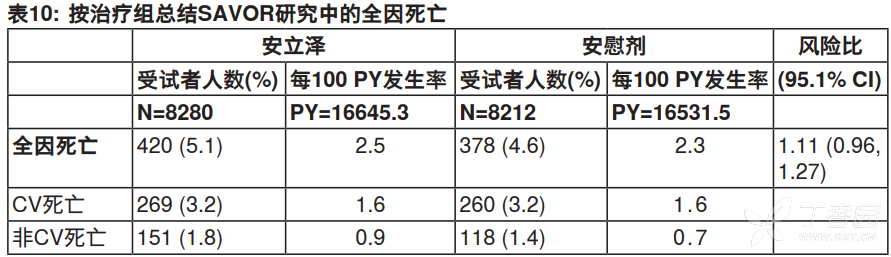 表10: 按治疗组总结SAVOR研究中的全因死亡
安立泽 安慰剂 风险比
受试者人数(%) 每100 PY发生率 受试者人数(%) 每100 PY发生率 (95.1% CI)
N=8280 PY=16645.3 N=8212 PY=16531.5
全因死亡 420 (5.1) 2.5 378 (4.6) 2.3 1.11 (0.96,
1.27)
CV死亡 269 (3.2) 1.6 260 (3.2) 1.6
非CV死亡 151 (1.8) 0.9 118 (1.4) 0.7
丁香园
www.dxy.cn